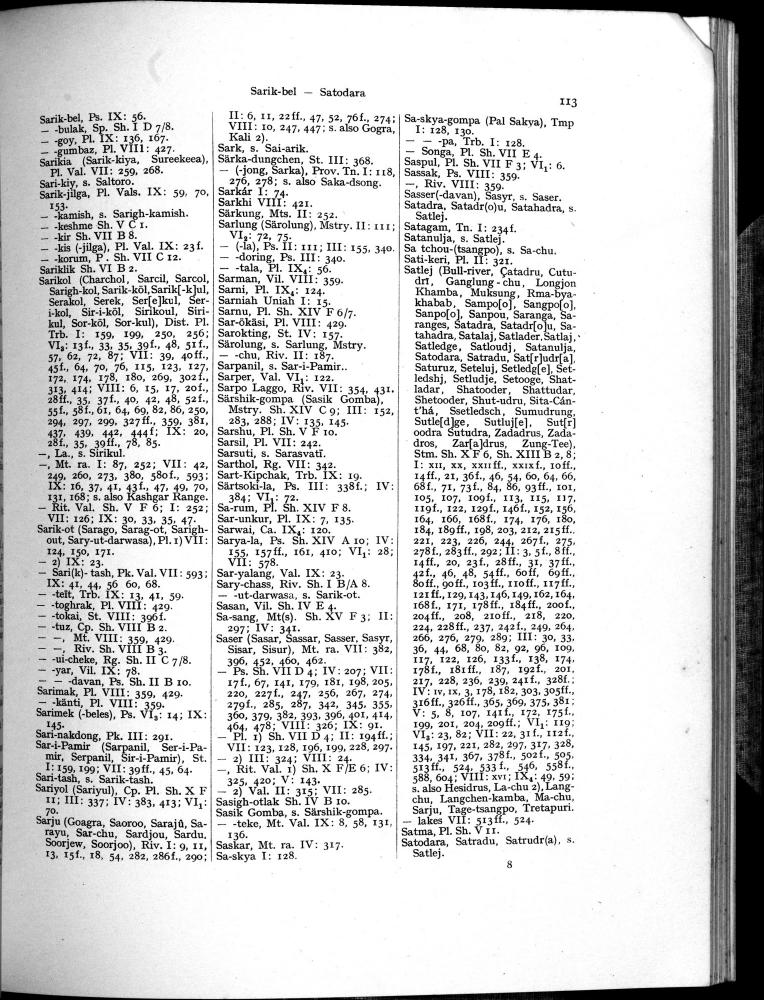 Sarik-bel — Satodara
113
Sarik-bel, Ps. IX: 56.
— -bulak, Sp. Sh. I D 7/8.
— -goy, Pl. IX: 136, 167.
— -gumbaz, Pl. VIII: 427.
Sarikia (Sarik-kiya, Sureekeea),
Pl. Val. VII: 259, 268.
Sari-kiy, s. Saltoro.
Sarik-jilga, Pl. Vals. IX: 59, 70,
153.
— -kamish, s. Sarigh-kamish.
— -keshme Sh. V C 1.
— -kir Sh. VII B 8.
— -kis (-jilga), Pl. Val. IX: 23f.
— -korum, P. Sh. VII C 12.
Sariklik Sh. VI B 2.
Sarikol (Charchol, Sarcil, Sarcol,
Sarigh-kol, Sarik-köl, Sarik[-k]ul,
Serakol, Serek, Ser[e]kul, Ser-
i-kol, Sir-i-köl, Sirikoul, Siri-
kul, Sor-köl, Sor-kul), Dist. Pl.
Trb. I: 159, 199, 250, 256;
VI₂: 13f., 33, 35, 39f., 48, 51f.,
57, 62, 72, 87; VII: 39, 40ff.,
45f., 64, 70, 76, 115, 123, 127,
172, 174, 178, 180, 269, 302f.,
313, 414; VIII: 6, 15, 17, 20f.,
28ff., 35, 37f., 40, 42, 48, 52f.,
55f., 58f., 61, 64, 69, 82, 86, 250,
294, 297, 299, 327ff., 359, 381,
437, 439, 442, 444f; IX: 20,
28f., 35, 39ff., 78, 85.
—, La., s. Sirikul.
—, Mt. ra. I: 87, 252; VII: 42,
249, 260, 273, 380, 580f., 593;
IX: 16, 37, 41, 43f., 47, 49, 70,
131, 168; s. also Kashgar Range.
— Rit. Val. Sh. V F 6; I: 252;
VII: 126; IX: 30, 33, 35, 47.
Sarik-ot (Sarago, Sarag-ot, Sarigh-
out, Sary-ut-darwasa), Pl. 1) VII:
124, 150, 171.
— 2) IX: 23.
— Sari(k)-tash, Pk. Val. VII: 593;
IX: 41, 44, 56 60, 68.
— -teït, Trb. IX: 13, 41, 59.
— -toghrak, Pl. VIII: 429.
— -tokai, St. VIII: 396f.
— -tuz, Cp. Sh. VIII B 2.
— —, Mt. VIII: 359, 429.
— —, Riv. Sh. VIII B 3.
— -ui-cheke, Rg. Sh. II C 7/8.
— -yar, Vil. IX: 78.
— — -davan, Ps. Sh. II B 10.
Sarimak, Pl. VIII: 359, 429.
— -känti, Pl. VIII: 359.
Sarimek (-beles), Ps. VI₂: 14; IX:
145.
Sari-nakdong, Pk. III: 291.
Sar-i-Pamir (Sarpanil, Ser-i-Pa-
mir, Serpanil, Sir-i-Pamir), St.
I: 159, 199; VII: 39ff., 45, 64.
Sari-tash, s. Sarik-tash.
Sariyol (Sariyul), Cp. Pl. Sh. X F
11; III: 337; IV: 383, 413; VI₁:
70.
Sarju (Goagra, Saoroo, Sarajŭ, Sa-
rayu, Sar-chu, Sardjou, Sardu,
Soorjew, Soorjoo), Riv. I: 9, 11,
13, 15f., 18, 54, 282, 286f., 290;
II: 6, 11, 22ff., 47, 52, 76f., 274;
VIII: 10, 247, 447; s. also Gogra,
Kali 2).
Sark, s. Sai-arik.
Särka-dungchen, St. III: 368.
— (-jong, Sarka), Prov. Tn. I: 118,
276, 278; s. also Saka-dsong.
Sarkár I: 74.
Sarkhi VIII: 421.
Särkung, Mts. II: 252.
Sarlung (Särolung), Mstry. II: 111;
VI₂: 72, 75.
— (-la), Ps. II: 111; III: 155, 340.
— -doring, Ps. III: 340.
— -tala, Pl. IX₄: 56.
Sarman, Vil. VIII: 359.
Sarni, Pl. IX₄: 124.
Sarniah Uniah I: 15.
Sarnu, Pl. Sh. XIV F 6/7.
Sar-ökäsi, Pl. VIII: 429.
Sarokting, St. IV: 157.
Särolung, s. Sarlung, Mstry.
— -chu, Riv. II: 187.
Sarpanil, s. Sar-i-Pamir..
Sarper, Val. VI₁: 122.
Sarpo Laggo, Riv. VII: 354, 431.
Särshik-gompa (Sasik Gomba),
Mstry. Sh. XIV C 9; III: 152,
283, 288; IV: 135, 145.
Sarshu, Pl. Sh. V F 10.
Sarsil, Pl. VII: 242.
Sarsuti, s. Sarasvatī.
Sarthol, Rg. VII: 342.
Sart-Kipchak, Trb. IX: 19.
Särtsoki-la, Ps. III: 338f.; IV:
384; VI₁: 72.
Sa-rum, Pl. Sh. XIV F 8.
Sar-unkur, Pl. IX: 7, 135.
Sarwai, Ca. IX₄: 120.
Sarya-la, Ps. Sh. XIV A 10; IV:
155, 157ff., 161, 410; VI₁: 28;
VII: 578.
Sar-yalang, Val. IX: 23.
Sary-chass, Riv. Sh. I B/A 8.
— -ut-darwasa, s. Sarik-ot.
Sasan, Vil. Sh. IV E 4.
Sa-sang, Mt(s). Sh. XV F 3; II:
297; IV: 341.
Saser (Sasar, Sassar, Sasser, Sasyr,
Sisar, Sisur), Mt. ra. VII: 382,
396, 452, 460, 462.
— Ps. Sh. VII D 4; IV: 207; VII:
17f., 67, 141, 179, 181, 198, 205,
220, 227f., 247, 256, 267, 274,
279f., 285, 287, 342, 345, 355,
360, 379, 382, 393, 396, 401, 414,
464, 478; VIII: 326; IX: 91.
— Pl. 1) Sh. VII D 4; II: 194ff.;
VII: 123, 128, 196, 199, 228, 297.
— 2) III: 324; VIII: 24.
—, Rit. Val. 1) Sh. X F/E 6; IV:
325, 420; V: 143.
— 2) Val. II: 315; VII: 285.
Sasigh-otlak Sh. IV B 10.
Sasik Gomba, s. Särshik-gompa.
— -teke, Mt. Val. IX: 8, 58, 131,
136.
Saskar, Mt. ra. IV: 317.
Sa-skya I: 128.
Sa-skya-gompa (Pal Sakya), Tmp
I: 128, 130.
— — -pa, Trb. I: 128.
— Songa, Pl. Sh. VII E 4.
Saspul, Pl. Sh. VII F 3; VI₁: 6.
Sassak, Ps. VIII: 359.
—, Riv. VIII: 359.
Sasser(-davan), Sasyr, s. Saser.
Satadra, Satadr(o)u, Satahadra, s.
Satlej.
Satagam, Tn. I: 234f.
Satanulja, s. Satlej.
Sa tchou-(tsangpo), s. Sa-chu.
Sati-keri, Pl. II: 321.
Satlej (Bull-river, Çatadru, Cutu-
drī, Ganglung-chu, Longjon
Khamba, Muksung, Rma-bya-
khabab, Sampo[o], Sangpo[o],
Sanpo[o], Sanpou, Saranga, Sa-
ranges, Satadra, Satadr[o]u, Sa-
tahadra, Satalaj, Satlader, Satlaj,
Satledge, Satloudj, Satanulja,
Satodara, Satradu, Sat[r]udr[a],
Saturuz, Seteluj, Setledg[e], Set-
ledshj, Setludje, Setooge, Shat-
ladar, Shatooder, Shattudar,
Shetooder, Shut-udru, Sita-Cán-
t'há, Ssetledsch, Sumudrung,
Sutle[d]ge, Sutluj[e], Sut[r]
oodra Sutudra, Zadadrus, Zada-
dros, Zar[a]drus, Zung-Tee),
Stm. Sh. X F 6, Sh. XIII B 2, 8;
I: XII, XX, XXIIff, XXIXf., 10ff.,
14ff., 21, 36f., 46, 54, 60, 64, 66,
68f., 71, 73f., 84, 86, 93ff., 101,
105, 107, 109f., 113, 115, 117,
119f., 122, 129f., 146f., 152, 156,
164, 166, 168f., 174, 176, 180,
184, 189ff., 198, 203, 212, 215ff.,
221, 223, 226, 244, 267f., 275,
278f., 283ff., 292; II: 3, 5f., 8ff.,
14ff., 20, 23f., 28ff., 31, 37ff.,
42f., 46, 48, 54ff., 60ff, 69ff.,
80ff., 90ff., 103ff., 110ff., 117ff.,
121ff., 129, 143, 146, 149, 162, 164,
168f., 171, 178ff., 184ff., 200f.,
204ff., 208, 210ff., 218, 220,
224, 228ff., 237, 242f., 249, 264,
266, 276, 279, 289; III: 30, 33,
36, 44, 68, 80, 82, 92, 96, 109,
117, 122, 126, 133f., 138, 174,
178f., 181ff., 187, 192f., 201,
217, 228, 236, 239, 241f., 328f.;
IV: IV, IX, 3, 178, 182, 303, 305ff.,
316ff., 326ff., 365, 369, 375, 381;
V: 5, 8, 107, 141f., 172, 175f.,
199, 201, 204, 209ff.; VI₁: 119;
VI₂: 23, 82; VII: 22, 31f., 112f.,
145, 197, 221, 282, 297, 317, 328,
334, 341, 367, 378f., 502f., 505,
513ff., 524, 533f., 546, 558f.,
588, 604; VIII: XVI; IX₄: 49, 59;
s. also Hesidrus, La-chu 2), Lang-
chu, Langchen-kamba, Ma-chu,
Sarju, Tage-tsangpo, Tretapuri.
— lakes VII: 513ff., 524.
Satma, Pl. Sh. V 11.
Satodara, Satradu, Satrudr(a), s.
Satlej.
8